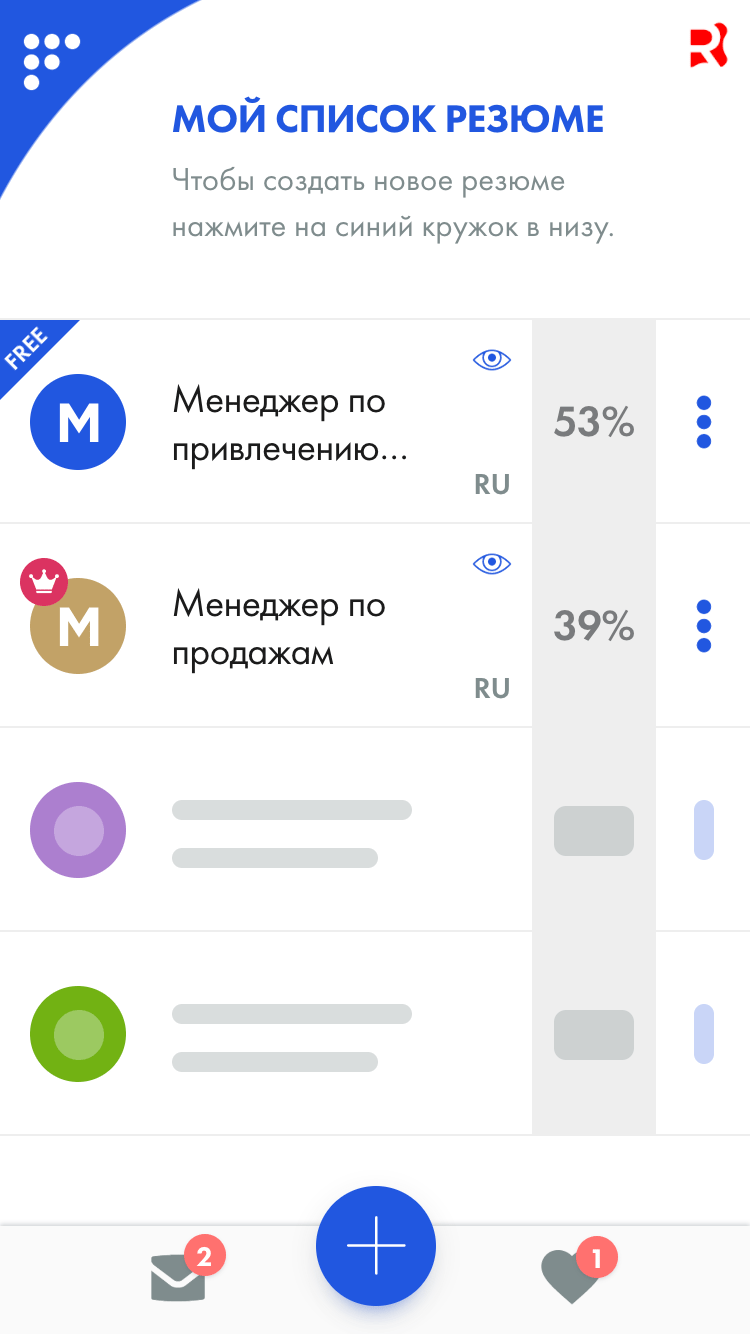 МОЙ СПИСОК РЕЗЮМЕ
Чтобы создать новое резюме
нажмите на синий кружок в низу.
FREE
М
Менеджер по
привлечению...
RU
53%
М
Менеджер по
продажам
RU
39%
2
1